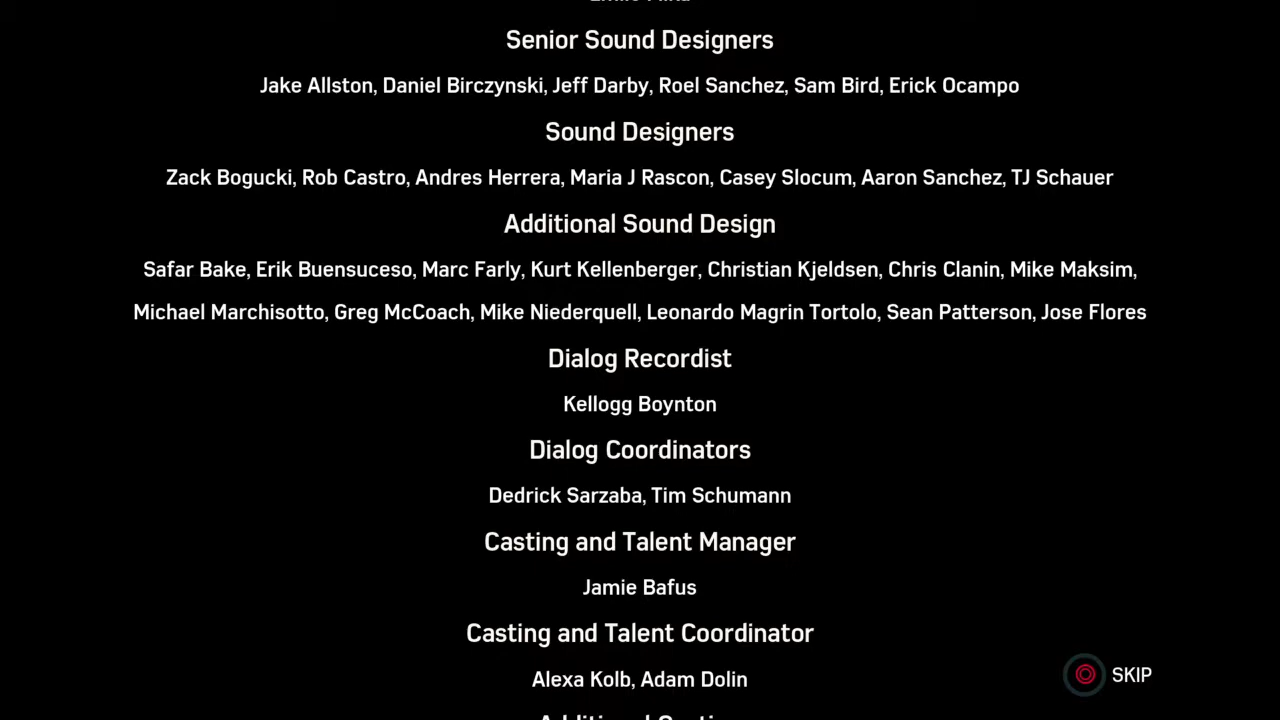 Senior Sound Designers
Jake Allston, Daniel Birczynski, Jeff Darby, Roel Sanchez, Sam Bird, Erick Ocampo
Sound Designers
Zack Bogucki, Rob Castro, Andres Herrera, Maria J Rascon, Casey Slocum, Aaron Sanchez, TJ Schauer
Additional Sound Design
Safar Bake, Erik Buensuceso, Marc Farly, Kurt Kellenberger, Christian Kjeldsen, Chris Clanin, Mike Maksim,
Michael Marchisotto, Greg McCoach, Mike Niederquell, Leonardo Magrin Tortolo, Sean Patterson, Jose Flores
Dialog Recordist
Kellogg Boynton
Dialog Coordinators
Dedrick Sarzaba, Tim Schumann
Casting and Talent Manager
Jamie Bafus
Casting and Talent Coordinator
Alexa Kolb, Adam Dolin
SKIP